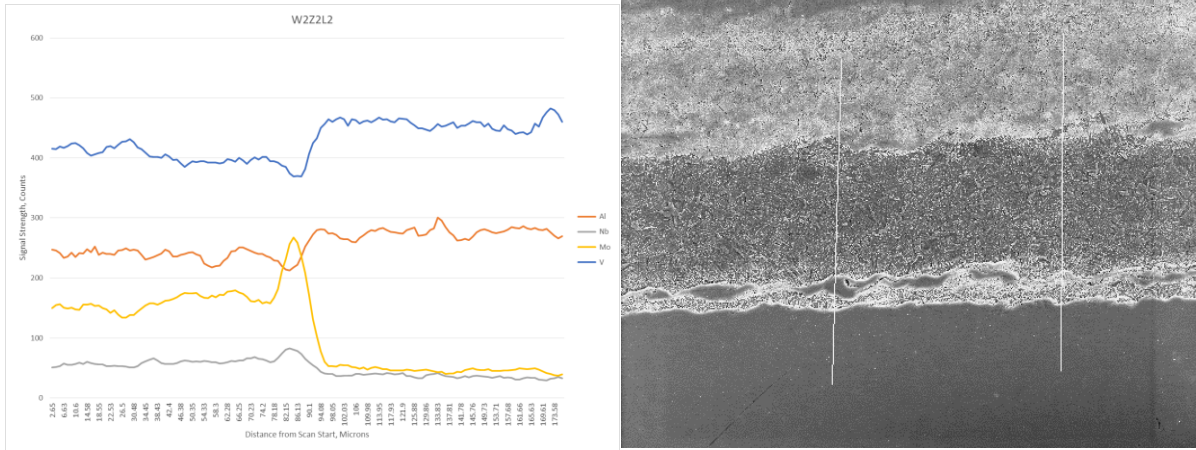 W2Z2L2
600
500
400
300
200
100
0
Signal Strength, Counts
2.65 6.63 10.6 14.58 18.55 22.53 26.5 30.48 34.45 38.43 42.4 46.38 50.35 54.33 58.3 62.28 66.25 70.23 74.2 78.18 82.15 86.13 90.1 94.08 98.05 102.03 106 109.98 113.95 117.93 121.9 125.88 129.86 133.83 137.81 141.78 145.76 149.73 153.71 157.68 161.66 165.63 169.61 173.58
Distance from Scan Start, Microns
Al
Nb
Mo
V